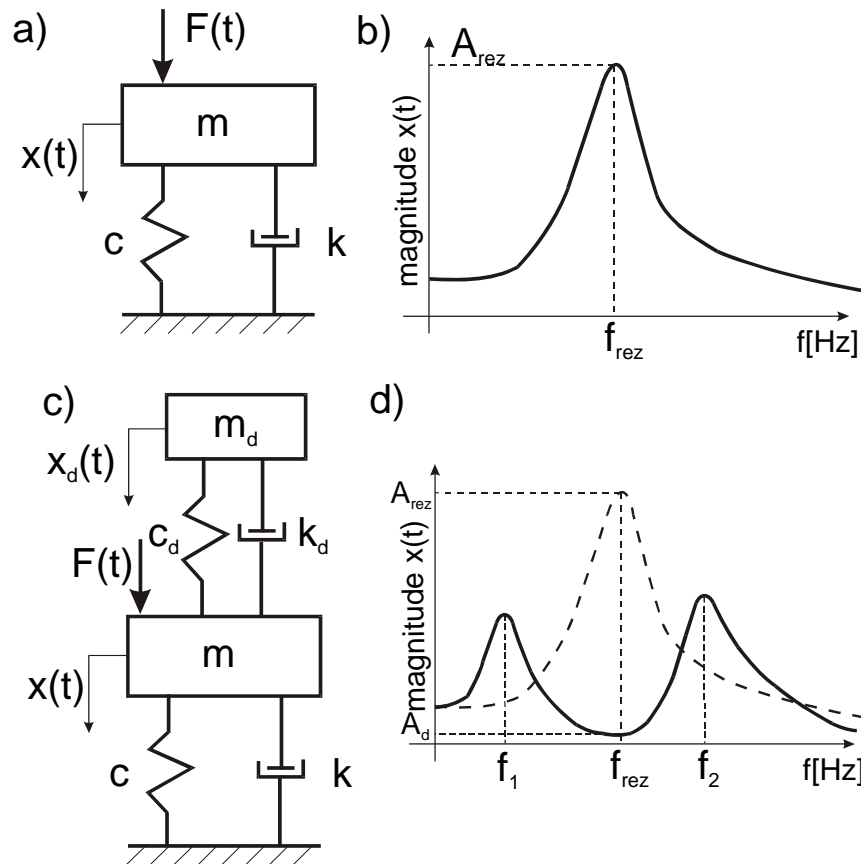 a)
F(t)
m
x(t)
c
k
b)
A_rez
magnitude x(t)
f_rez
f[Hz]
c)
m_d
x_d(t)
c_d
k_d
F(t)
m
x(t)
c
k
d)
A_rez
magnitude x(t)
A_d
f_1
f_rez
f_2
f[Hz]